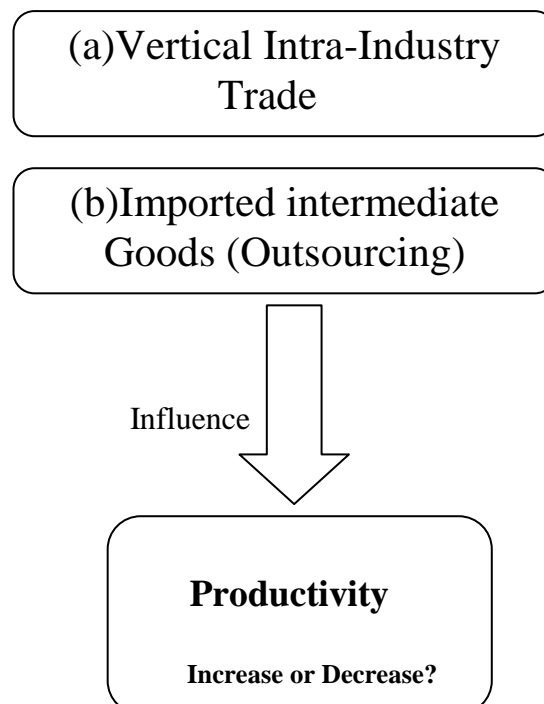 (a)Vertical Intra-Industry
Trade
(b)Imported intermediate
Goods (Outsourcing)
Influence
Productivity
Increase or Decrease?